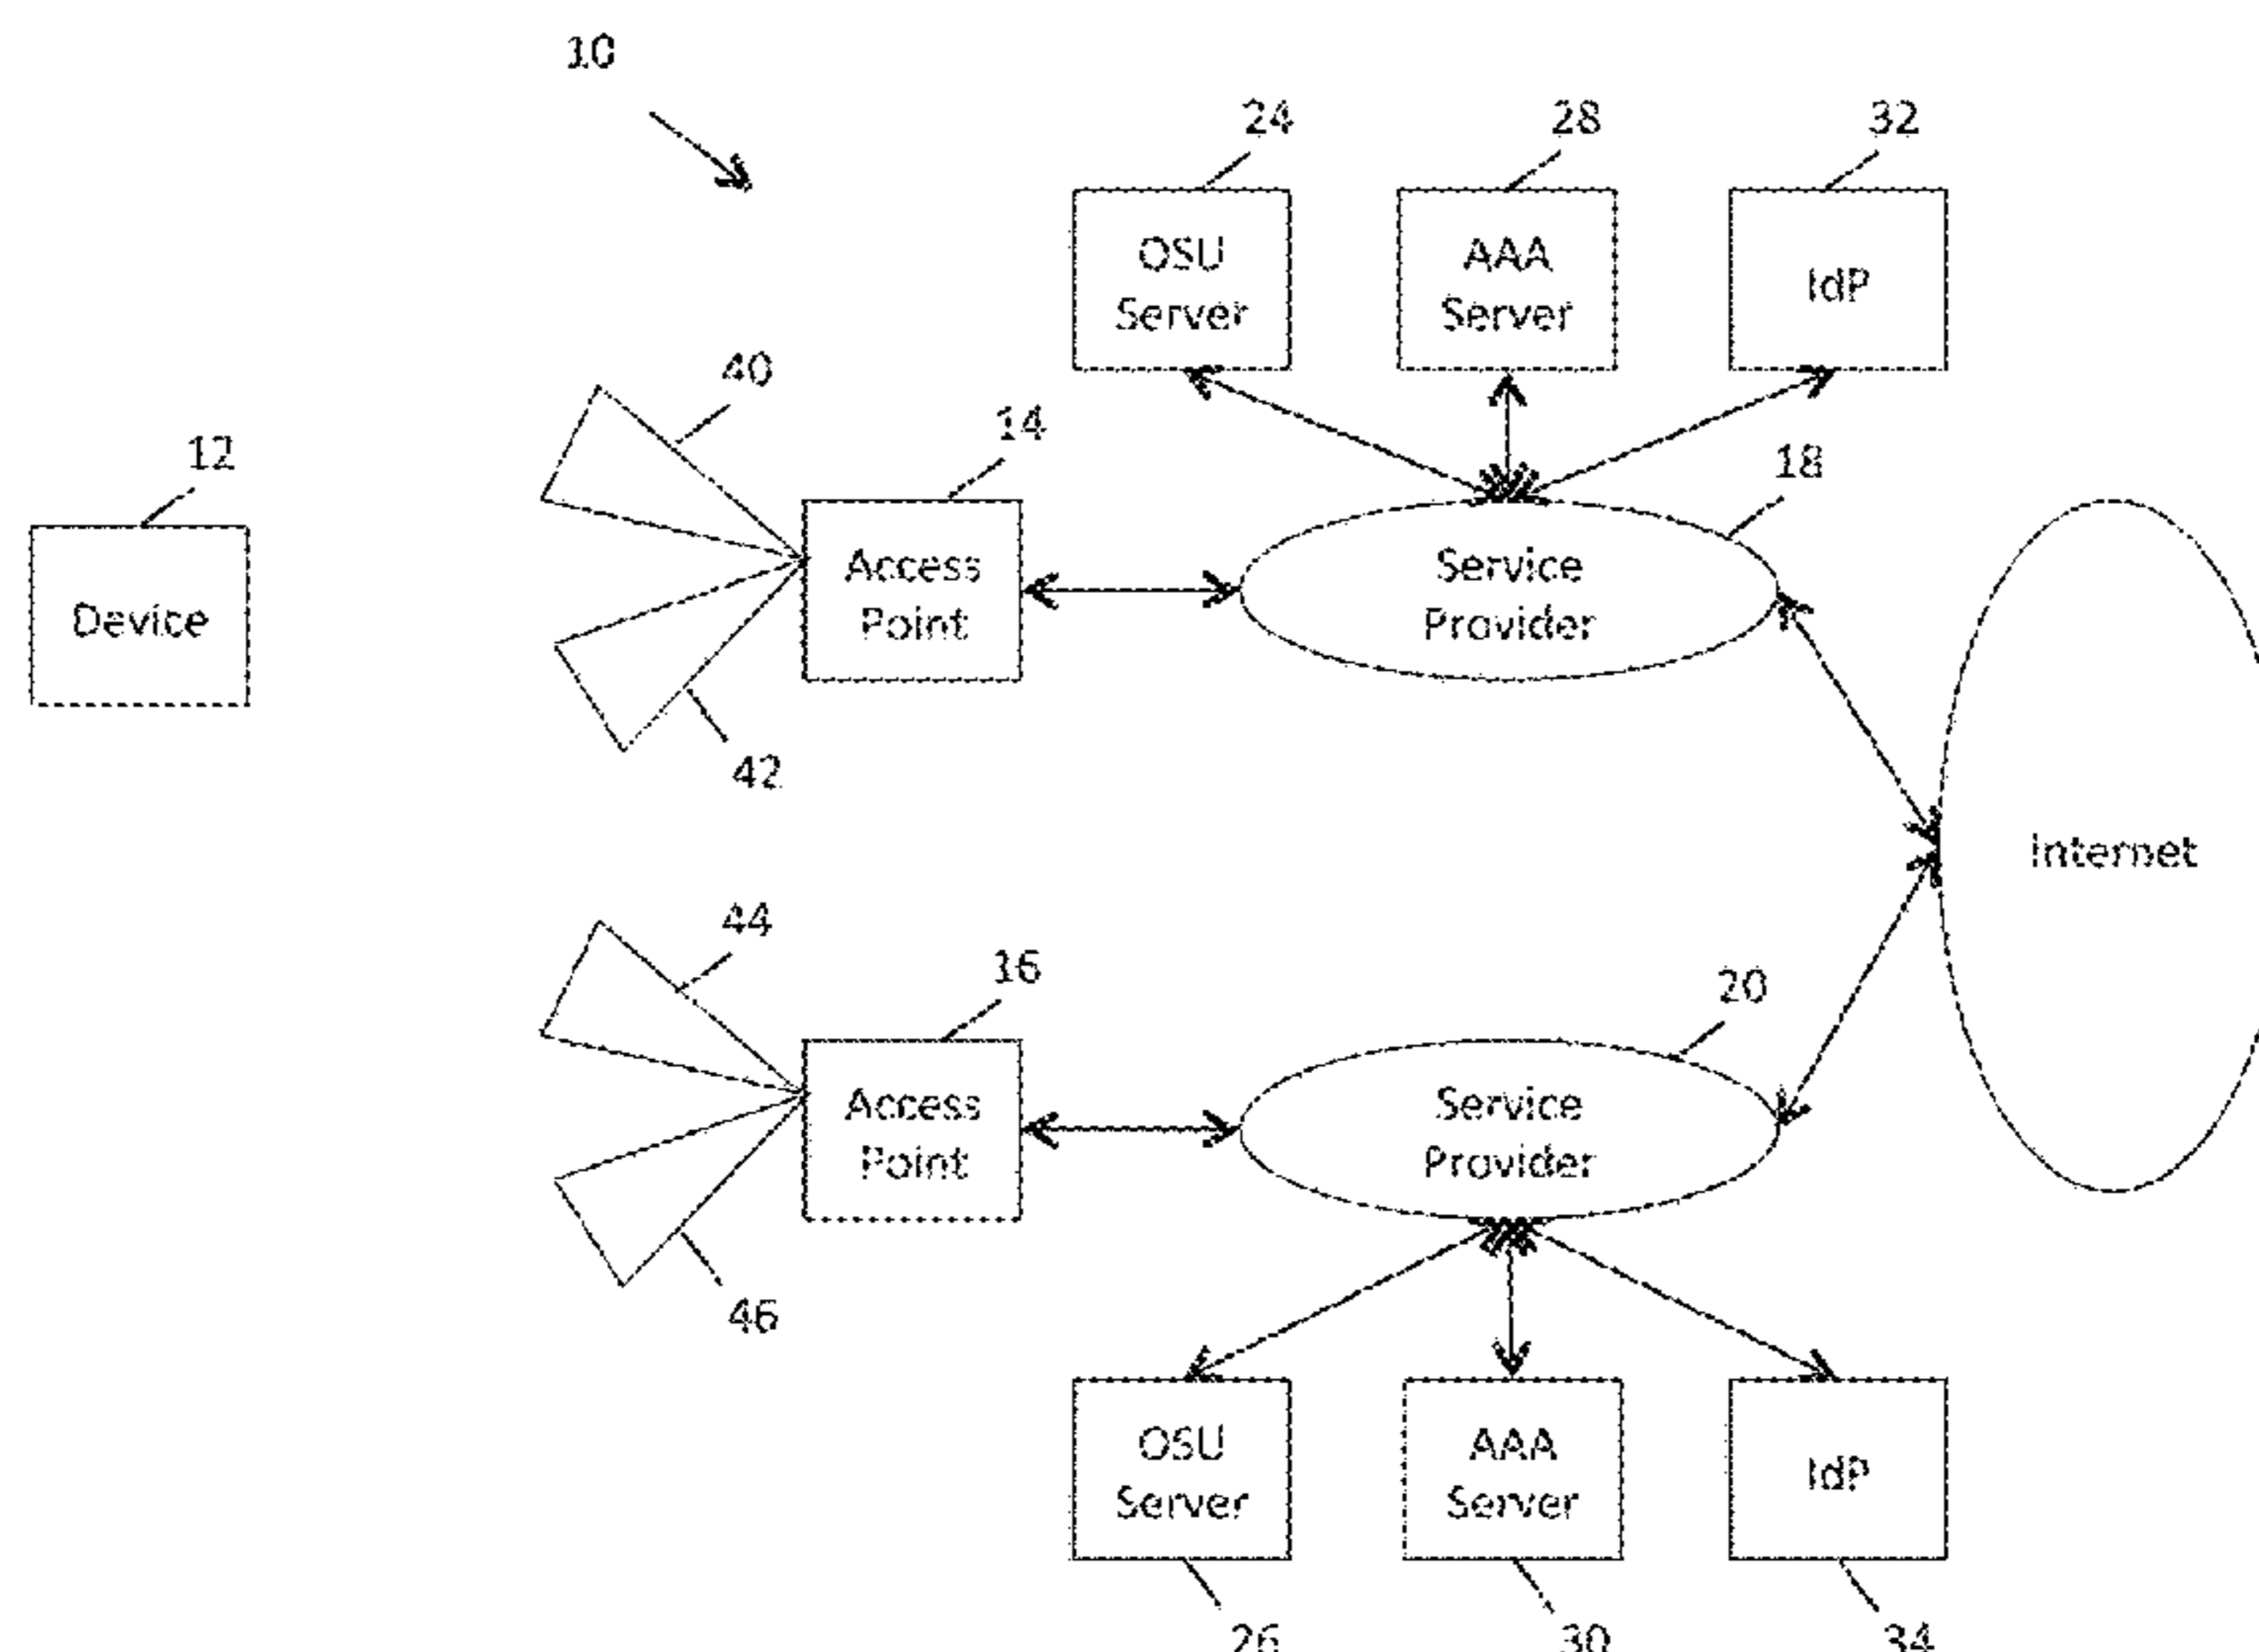 10
24
28
32
OSU
Server
AAA
Server
IdP
40
14
18
12
Device
Access
Point
Service
Provider
42
Internet
44
16
20
Access
Point
Service
Provider
46
OSU
Server
AAA
Server
IdP
26
30
34